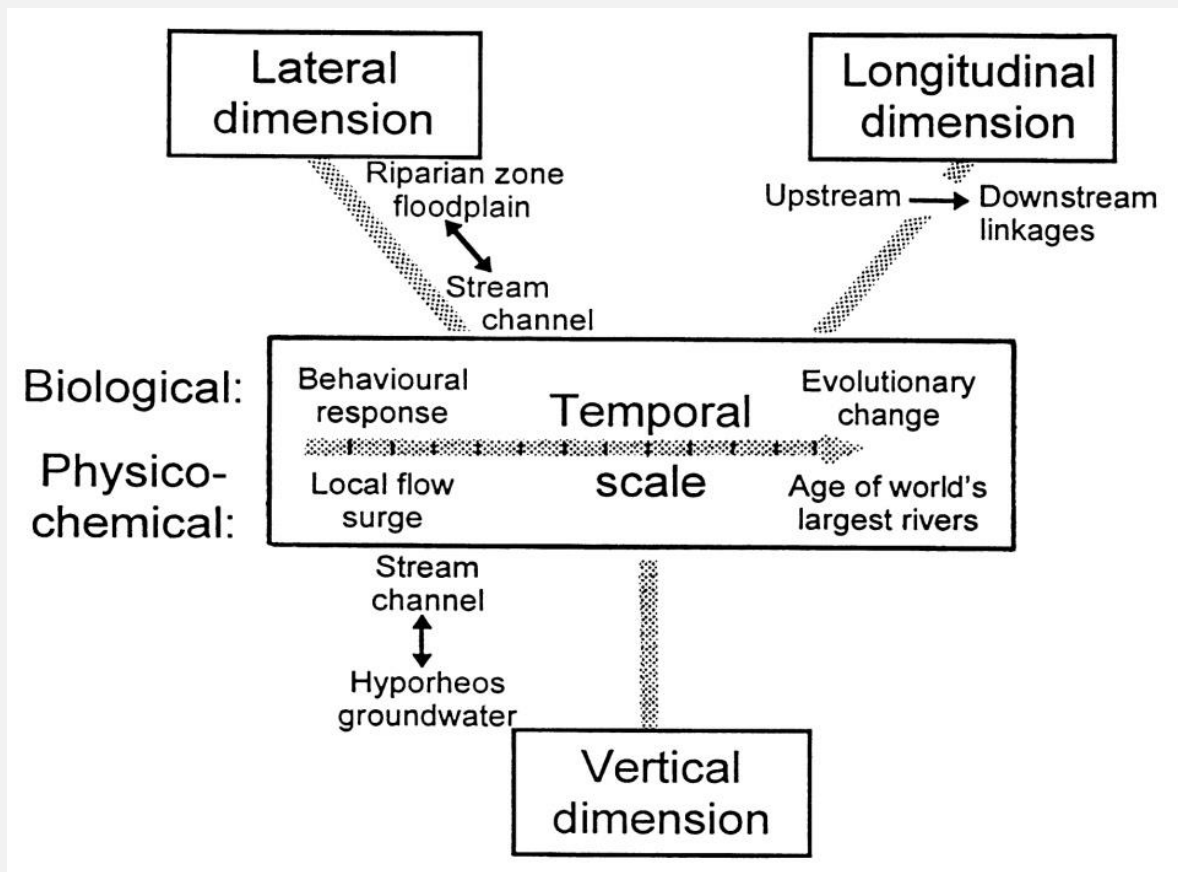 Lateral
dimension
Longitudinal
dimension
Riparian zone
floodplain
Stream
channel
Upstream
Downstream
linkages
Biological:
Physico-
chemical:
Behavioural
response
Temporal
scale
Evolutionary
change
Local flow
surge
Age of world's
largest rivers
Stream
channel
Hyporheos
groundwater
Vertical
dimension